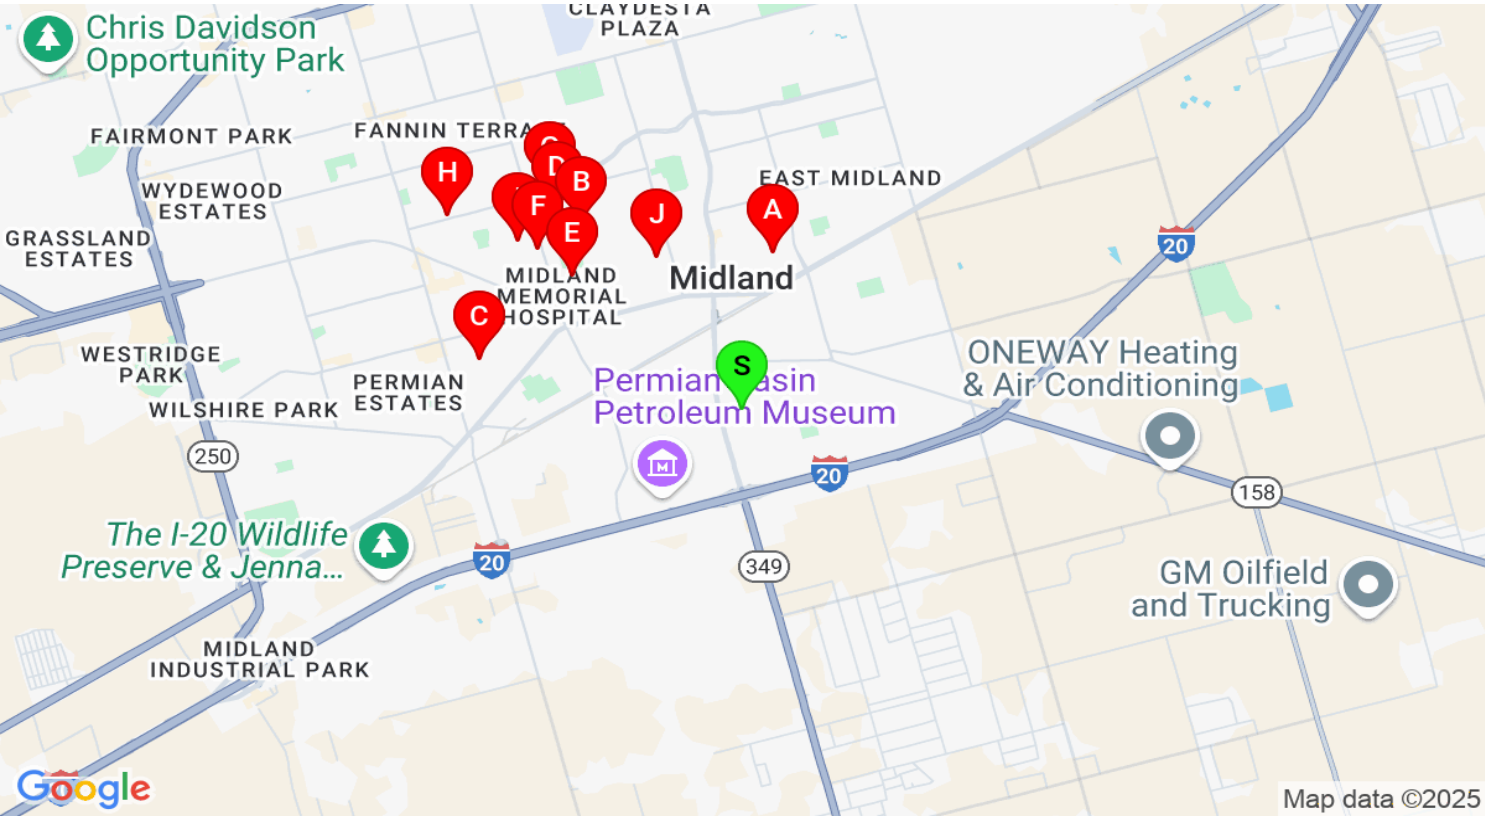 CLAYDESTA
PLAZA
Chris Davidson
Opportunity Park
FAIRMONT PARK
FANNIN
H
D
B
F
E
J
A
EAST MIDLAND
WYDEWOOD
ESTATES
GRASSLAND
ESTATES
20
MIDLAND
MEMORIAL
HOSPITAL
Midland
C
S
WESTRIDGE
PARK
PERMIAN
ESTATES
WILSHIRE PARK
Permian Basin
Petroleum Museum
M
ONEWAY Heating
& Air Conditioning
250
20
158
The I-20 Wildlife
Preserve & Jenna...
20
349
GM Oilfield
and Trucking
MIDLAND
INDUSTRIAL PARK
Google
Map data ©2025